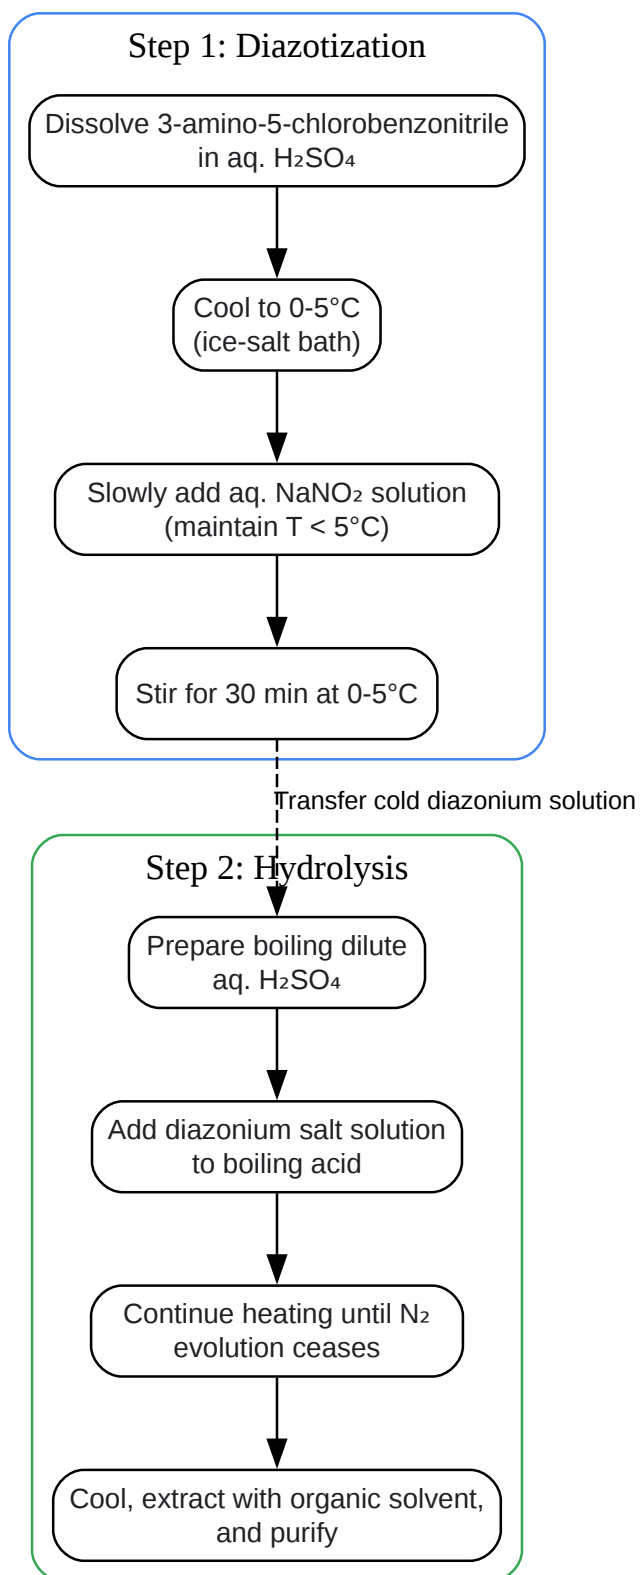 Step 1: Diazotization
Dissolve 3-amino-5-chlorobenzonitrile
in aq. H₂SO₄
Cool to 0-5°C
(ice-salt bath)
Slowly add aq. NaNO₂ solution
(maintain T < 5°C)
Stir for 30 min at 0-5°C
Transfer cold diazonium solution
Step 2: Hydrolysis
Prepare boiling dilute
aq. H₂SO₄
Add diazonium salt solution
to boiling acid
Continue heating until N₂
evolution ceases
Cool, extract with organic solvent,
and purify